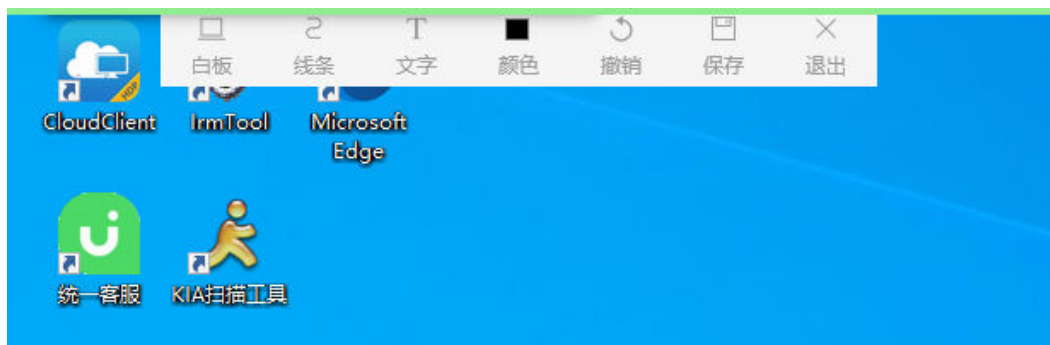 白板 线条 文字 颜色 撤销 保存 退出
HDP
CloudClient IrmTool Microsoft
Edge
统一客服 KIA扫描工具